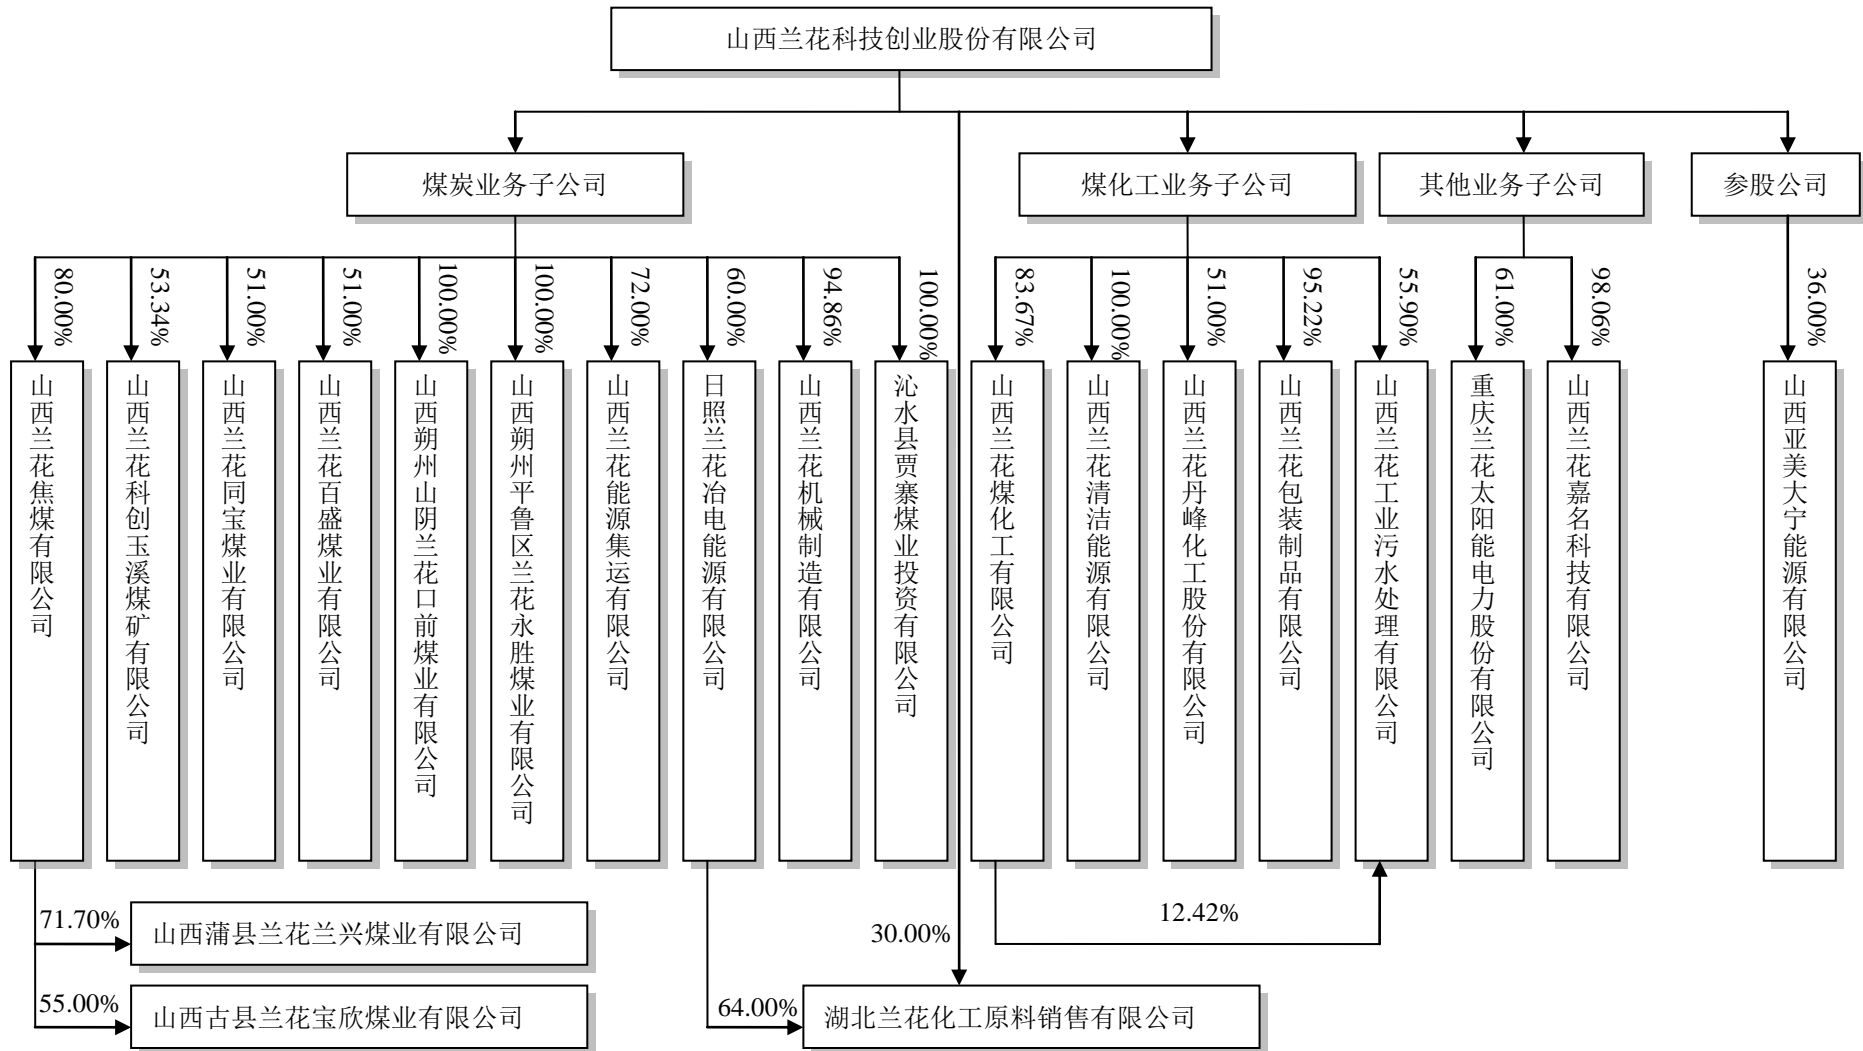 山西兰花科技创业股份有限公司
煤炭业务子公司
煤化工业务子公司
其他业务子公司
参股公司
80.00%
53.34%
51.00%
51.00%
100.00%
100.00%
72.00%
60.00%
94.86%
100.00%
83.67%
100.00%
51.00%
95.22%
55.90%
61.00%
98.06%
36.00%
山西兰花焦煤有限公司
山西兰花科创玉溪煤矿有限公司
山西兰花同宝煤业有限公司
山西兰花百盛煤业有限公司
山西朔州山阴兰花口前煤业有限公司
山西朔州平鲁区兰花永胜煤业有限公司
山西兰花能源集运有限公司
日照兰花冶电能源有限公司
山西兰花机械制造有限公司
沁水县贾寨煤业投资有限公司
山西兰花煤化工有限公司
山西兰花清洁能源有限公司
山西兰花丹峰化工股份有限公司
山西兰花包装制品有限公司
山西兰花工业污水处理有限公司
重庆兰花太阳能电力股份有限公司
山西兰花嘉名科技有限公司
山西亚美大宁能源有限公司
71.70%
山西蒲县兰花兰兴煤业有限公司
30.00%
12.42%
55.00%
山西古县兰花宝欣煤业有限公司
64.00%
湖北兰花化工原料销售有限公司